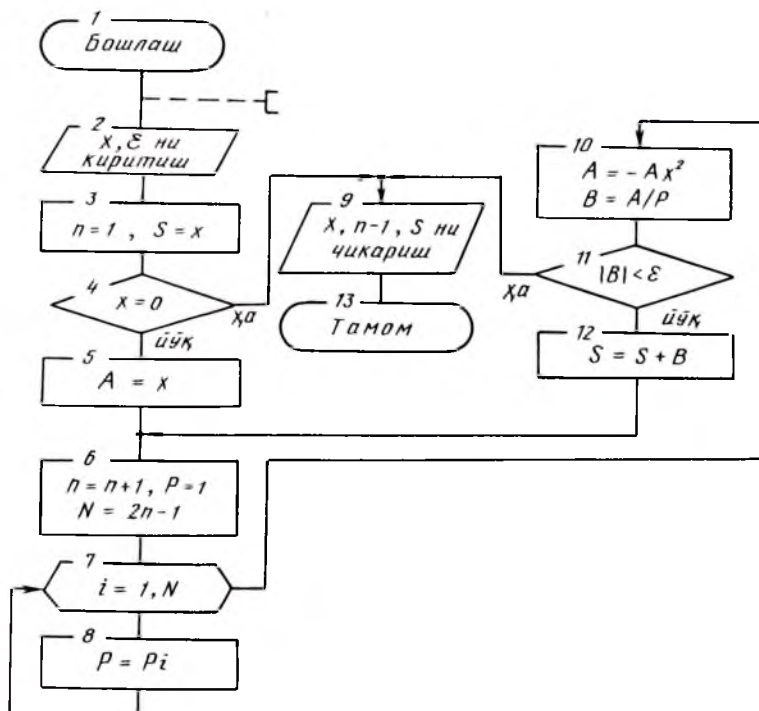 1
Бошлаш
2
x, Ɛ ни
киритиш
3
n=1, S=x
4
x=0
ҳа
йўқ
5
A = x
6
n=n+1, P=1
N = 2n-1
7
i = 1, N
8
P = Pi
9
x, n-1, S ни
чикариш
13
Тамом
10
A = - Ax²
B = A/P
11
|B| < Ɛ
ҳа
йўқ
12
S = S + B